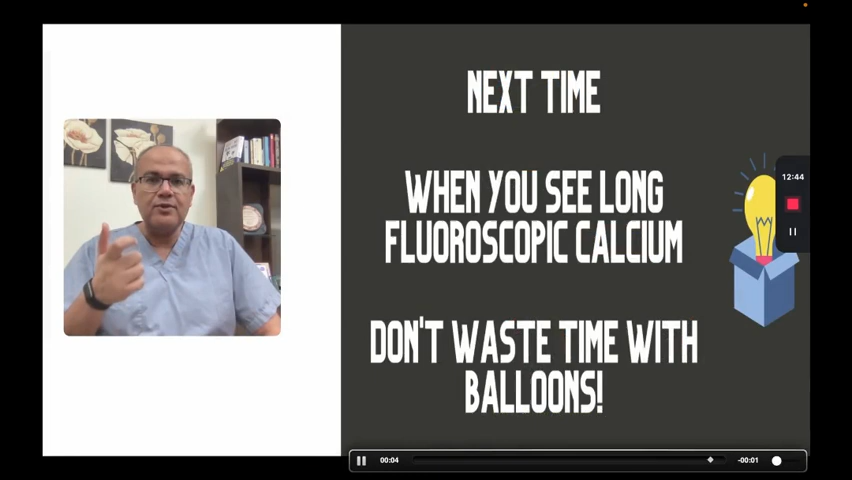 NEXT TIME
WHEN YOU SEE LONG
FLUOROSCOPIC CALCIUM
DON'T WASTE TIME WITH
BALLOONS!
12:44
00:04
-00:01